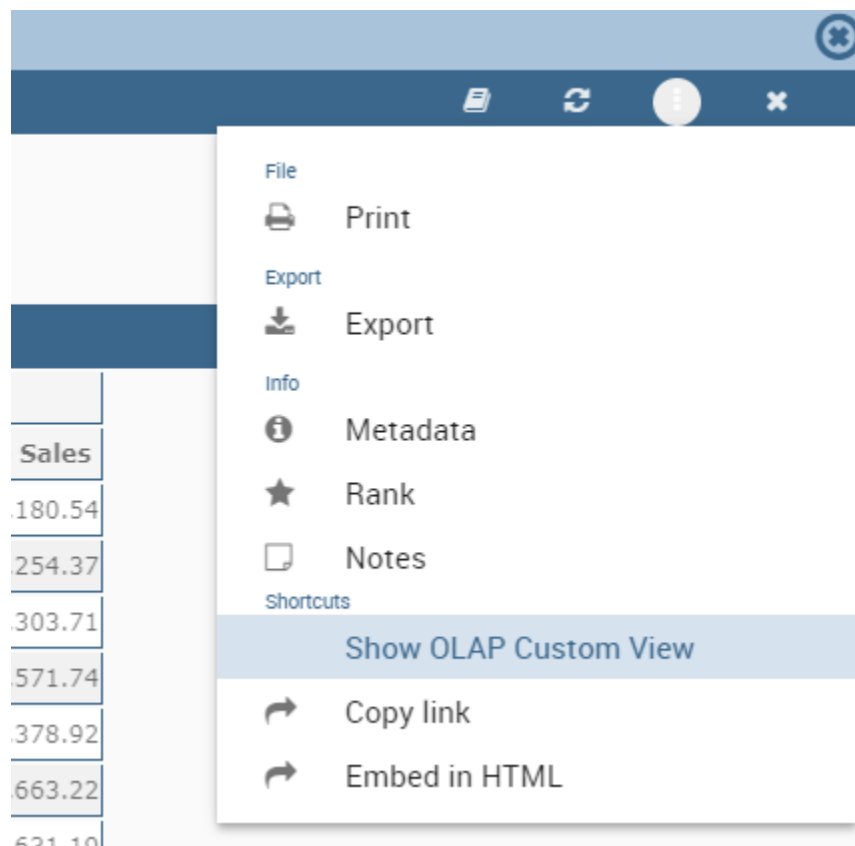 File
Print
Export
Export
Info
Metadata
Rank
Notes
Shortcuts
Show OLAP Custom View
Copy link
Embed in HTML
Sales
.180.54
.254.37
.303.71
.571.74
.378.92
.663.22